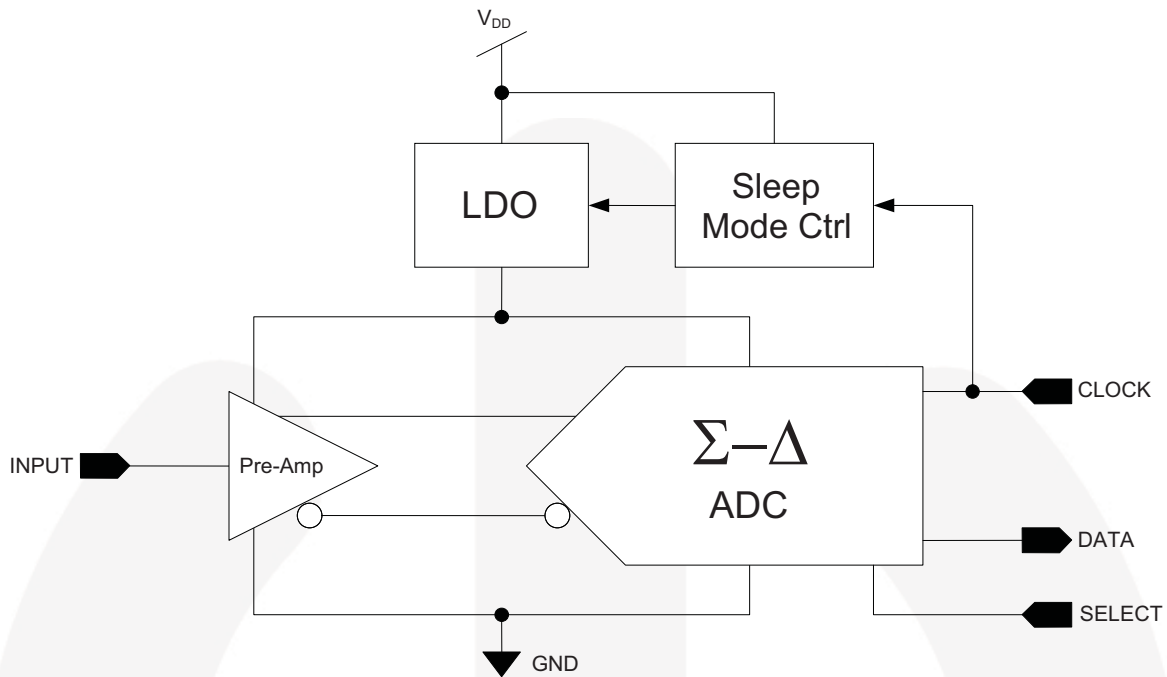 VDD
LDO
Sleep
Mode Ctrl
CLOCK
INPUT
Pre-Amp
Σ–Δ
ADC
DATA
SELECT
GND